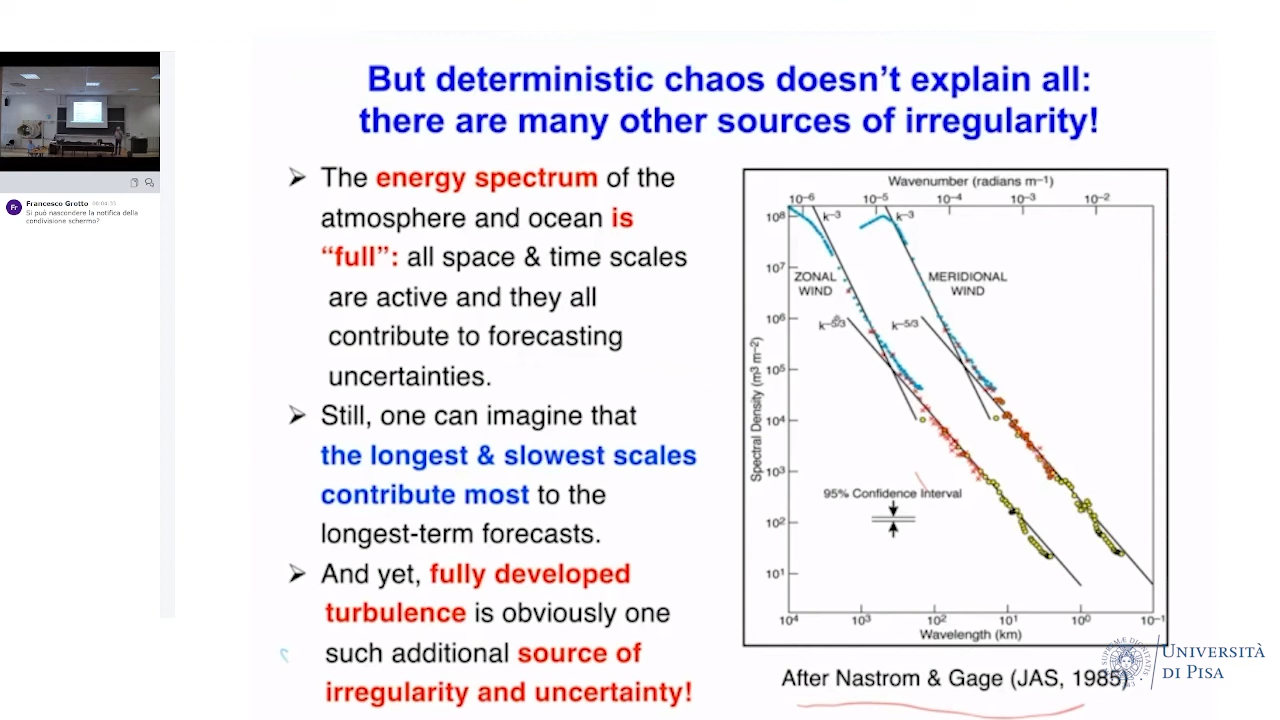 But deterministic chaos doesn't explain all:
there are many other sources of irregularity!
Francesco Grotto 00:04:35
Si può nascondere la notifica della
condivisione schermo?
Fr
➢ The energy spectrum of the
atmosphere and ocean is
“full”: all space & time scales
are active and they all
contribute to forecasting
uncertainties.
➢ Still, one can imagine that
the longest & slowest scales
contribute most to the
longest-term forecasts.
➢ And yet, fully developed
turbulence is obviously one
such additional source of
irregularity and uncertainty!
Wavenumber (radians m⁻¹)
10⁻⁶ 10⁻⁵ 10⁻⁴ 10⁻³ 10⁻²
k⁻³ k⁻³
10⁸
10⁷
10⁶
10⁵
10⁴
10³
10²
10¹
Spectral Density (m³ m⁻²)
ZONAL
WIND
MERIDIONAL
WIND
k⁻⁵/³ k⁻⁵/³
95% Confidence Interval
10⁴ 10³ 10² 10¹ 10⁰ 10⁻¹
Wavelength (km)
After Nastrom & Gage (JAS, 1985)
UNIVERSITÀ
DI PISA